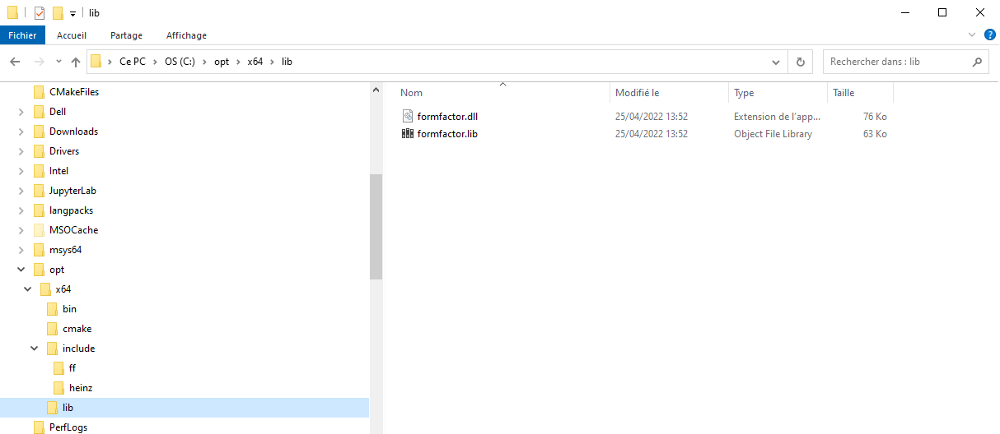 lib
Fichier Accueil Partage Affichage
Ce PC OS (C:) opt x64 lib Rechercher dans : lib
Nom Modifié le Type Taille
formfactor.dll 25/04/2022 13:52 Extension de l'app... 76 Ko
formfactor.lib 25/04/2022 13:52 Object File Library 63 Ko
CMakeFiles
Dell
Downloads
Drivers
Intel
JupyterLab
langpacks
MSOCache
msys64
opt
x64
bin
cmake
include
ff
heinz
lib
PerfLogs